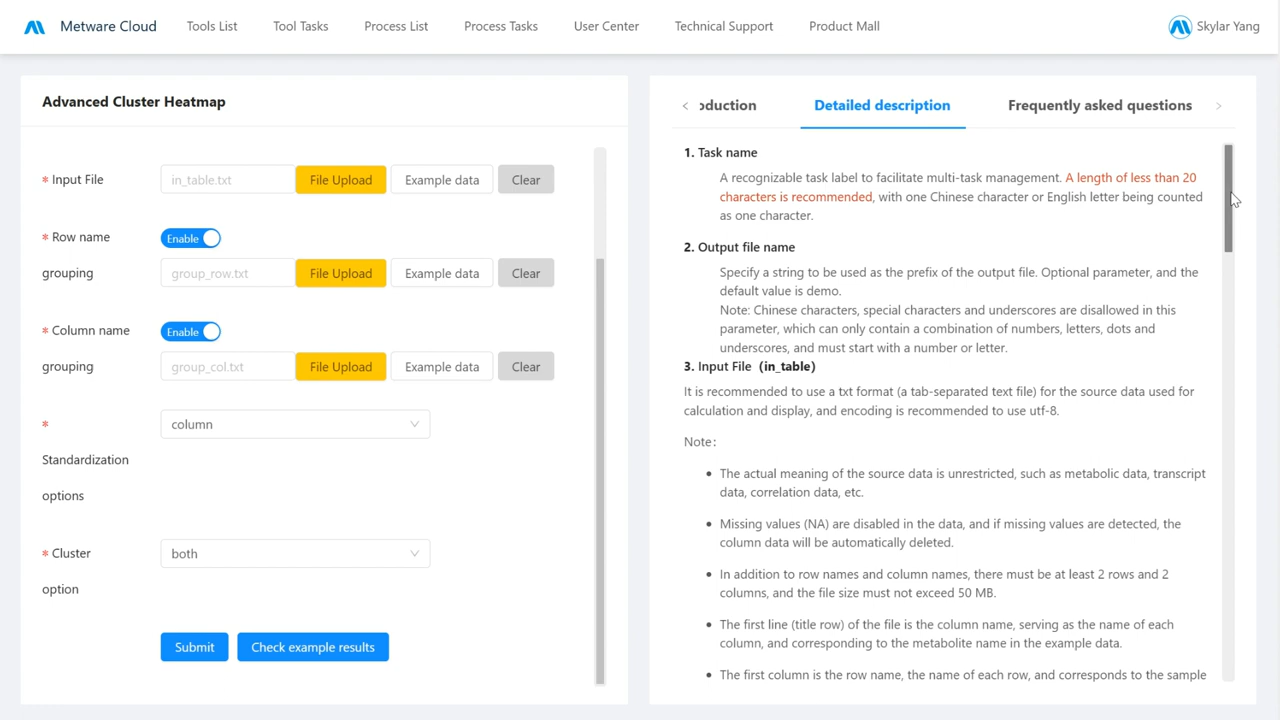 Metware Cloud
Tools List
Tool Tasks
Process List
Process Tasks
User Center
Technical Support
Product Mall
Skylar Yang
Advanced Cluster Heatmap
* Input File
in_table.txt
File Upload
Example data
Clear
* Row name
grouping
Enable
group_row.txt
File Upload
Example data
Clear
* Column name
grouping
Enable
group_col.txt
File Upload
Example data
Clear
*
Standardization
options
column
* Cluster
option
both
Submit
Check example results
oduction
Detailed description
Frequently asked questions
1. Task name
A recognizable task label to facilitate multi-task management. A length of less than 20
characters is recommended, with one Chinese character or English letter being counted
as one character.
2. Output file name
Specify a string to be used as the prefix of the output file. Optional parameter, and the
default value is demo.
Note: Chinese characters, special characters and underscores are disallowed in this
parameter, which can only contain a combination of numbers, letters, dots and
underscores, and must start with a number or letter.
3. Input File（in_table）
It is recommended to use a txt format (a tab-separated text file) for the source data used for
calculation and display, and encoding is recommended to use utf-8.
Note：
• The actual meaning of the source data is unrestricted, such as metabolic data, transcript
data, correlation data, etc.
• Missing values (NA) are disabled in the data, and if missing values are detected, the
column data will be automatically deleted.
• In addition to row names and column names, there must be at least 2 rows and 2
columns, and the file size must not exceed 50 MB.
• The first line (title row) of the file is the column name, serving as the name of each
column, and corresponding to the metabolite name in the example data.
• The first column is the row name, the name of each row, and corresponds to the sample